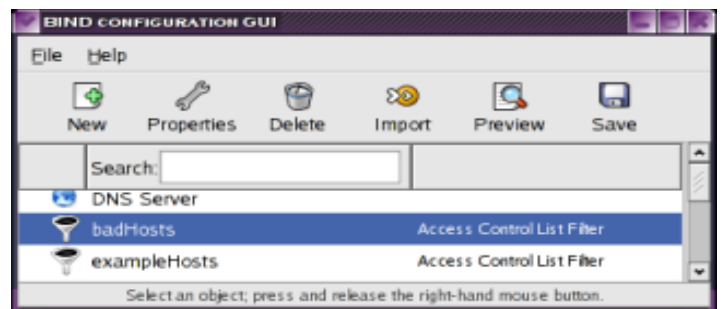 BIND CONFIGURATION GUI
File Help
New Properties Delete Import Preview Save
Search:
DNS Server
badHosts Access Control List Filter
exampleHosts Access Control List Filter
Select an object; press and release the right-hand mouse button.